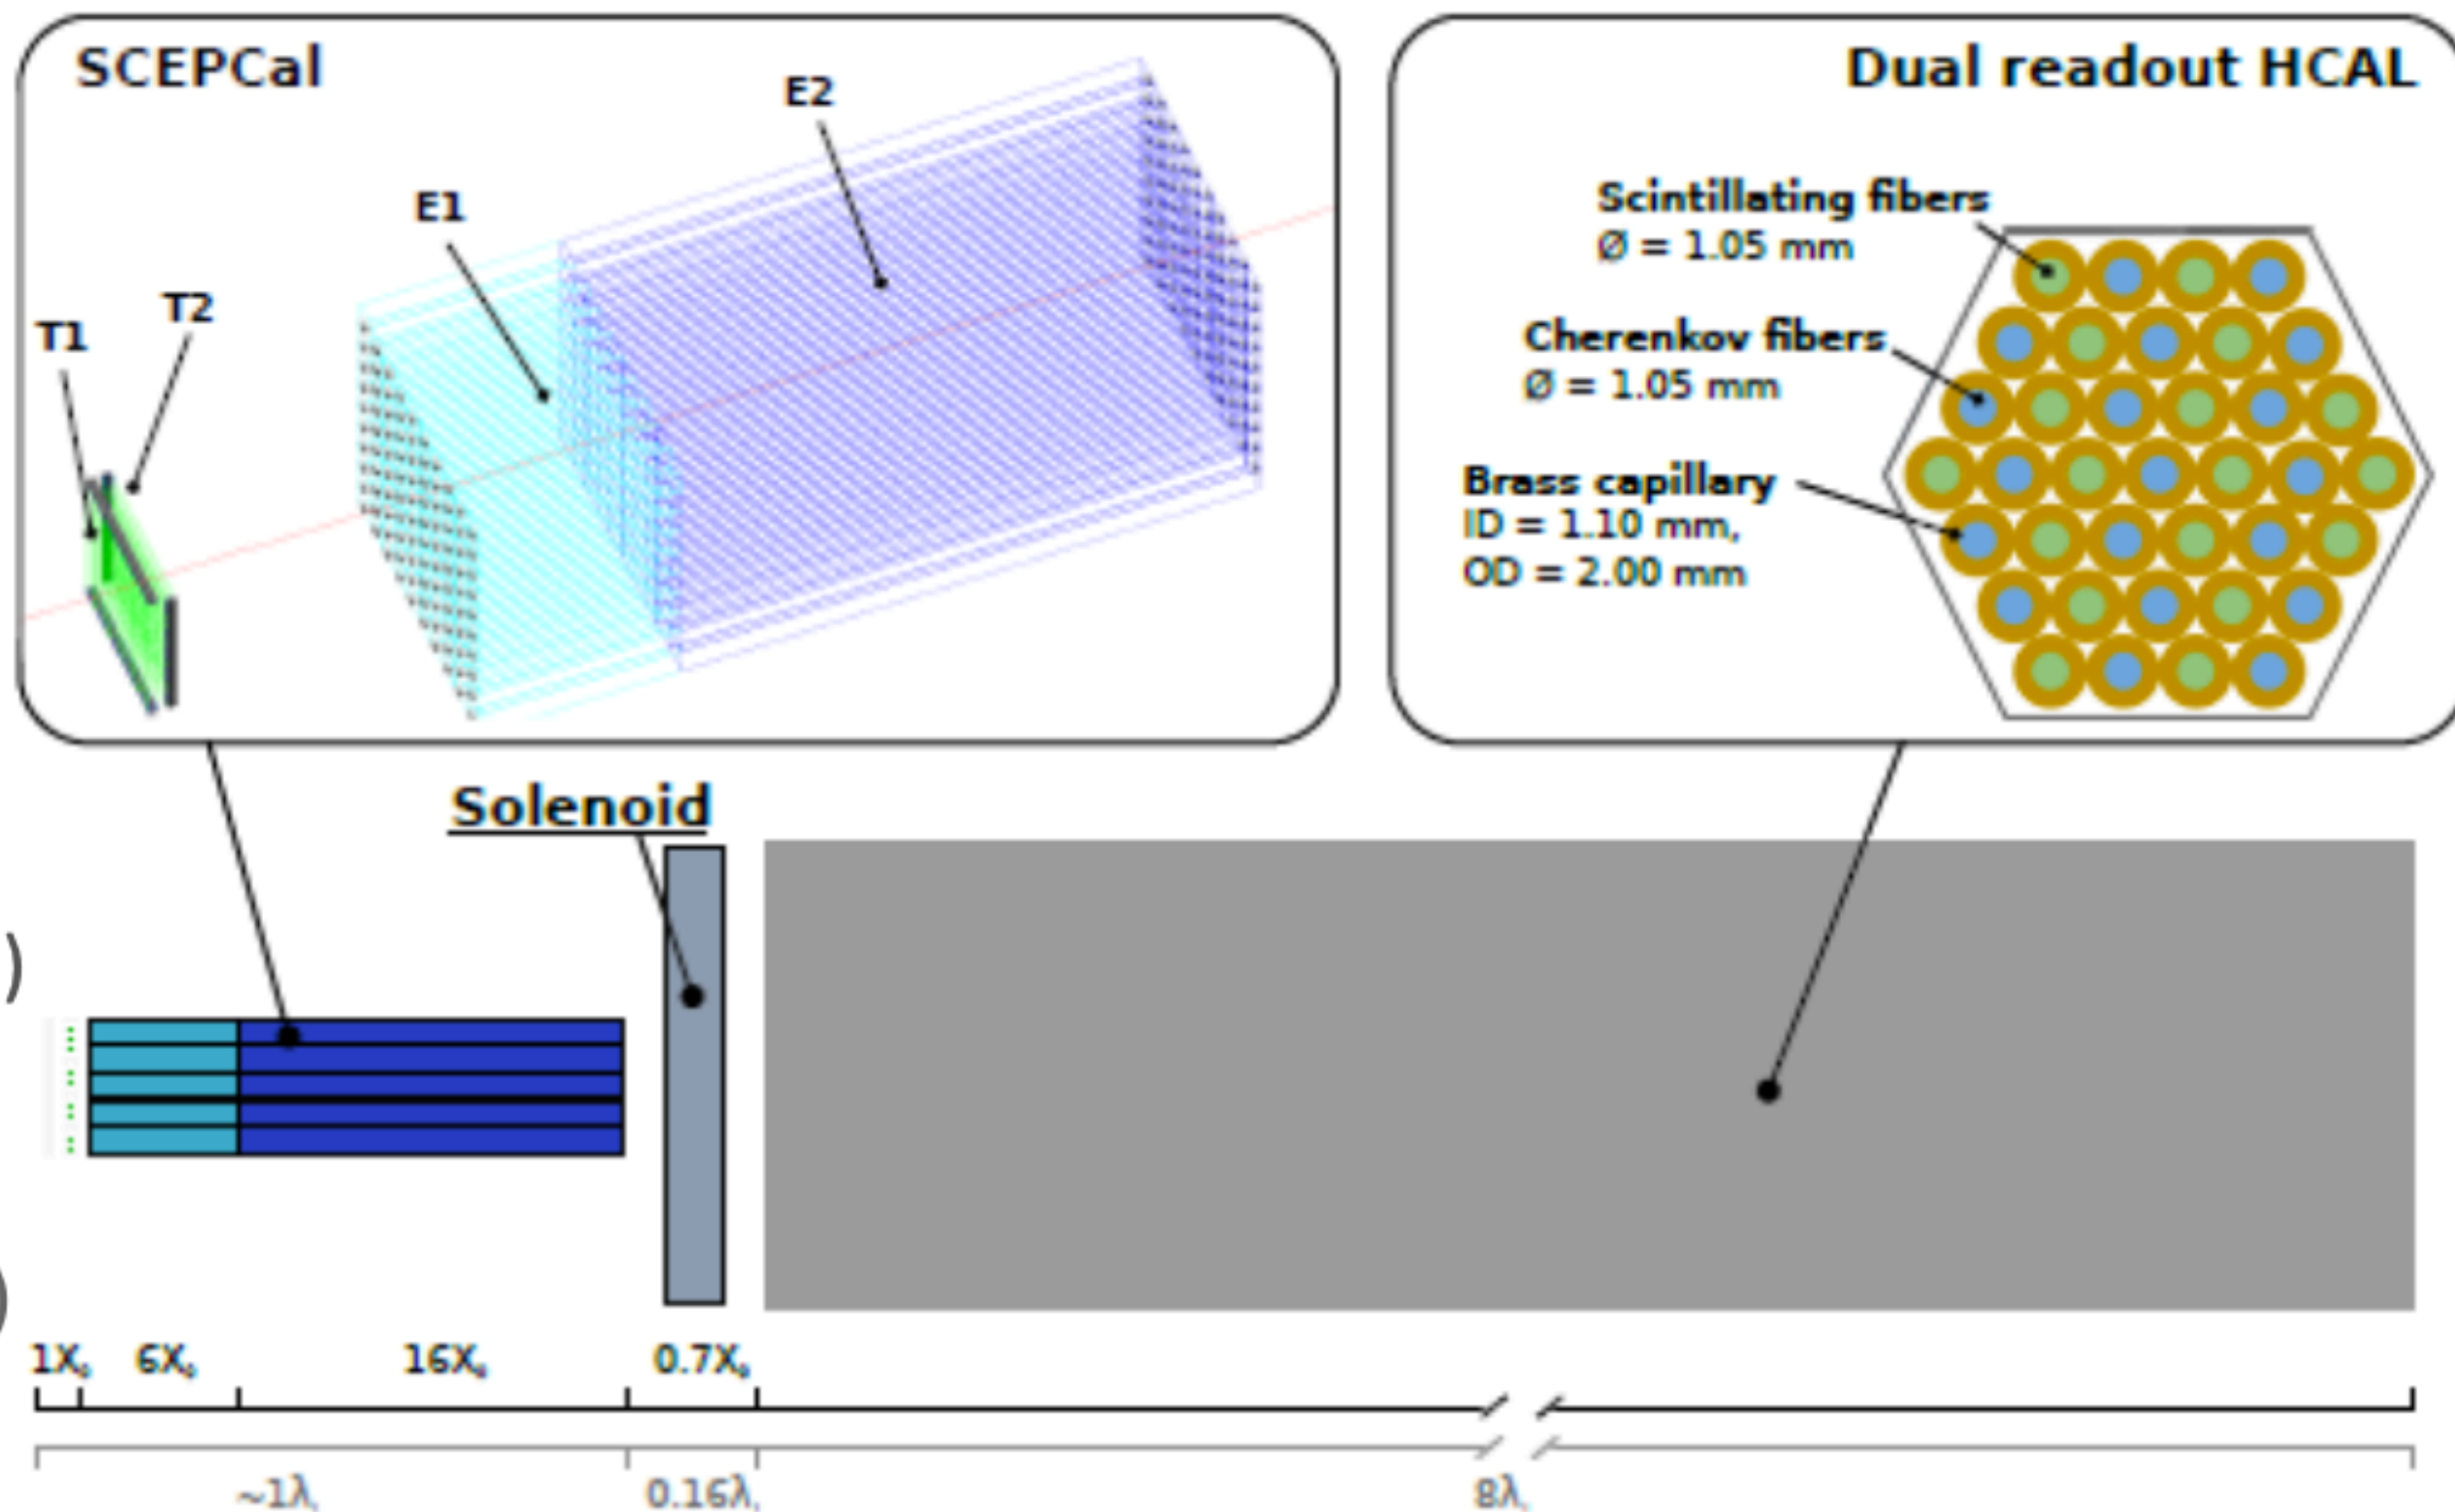 SCEPCal
E2
E1
T2
T1
Dual readout HCAL
Scintillating fibers
Ø = 1.05 mm
Cherenkov fibers
Ø = 1.05 mm
Brass capillary
ID = 1.10 mm,
OD = 2.00 mm
Solenoid
)
)
1X₀ 6X₀ 16X₀ 0.7X₀
~1λ 0.16λ 8λ